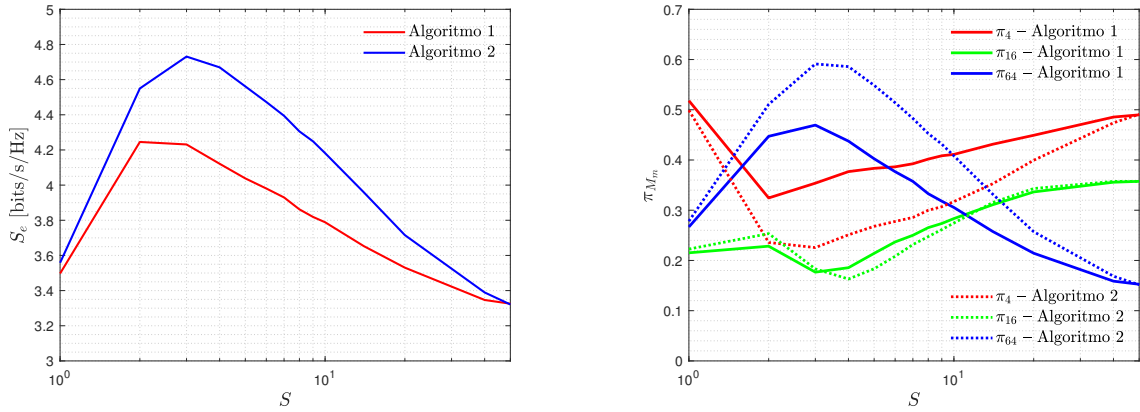 5
4.8
4.6
4.4
4.2
4
3.8
3.6
3.4
3.2
3
S_e [bits/s/Hz]
Algoritmo 1
Algoritmo 2
10^0
10^1
S
0.7
0.6
0.5
0.4
0.3
0.2
0.1
0
π_{M_m}
π_4 – Algoritmo 1
π_16 – Algoritmo 1
π_64 – Algoritmo 1
π_4 – Algoritmo 2
π_16 – Algoritmo 2
π_64 – Algoritmo 2
10^0
10^1
S